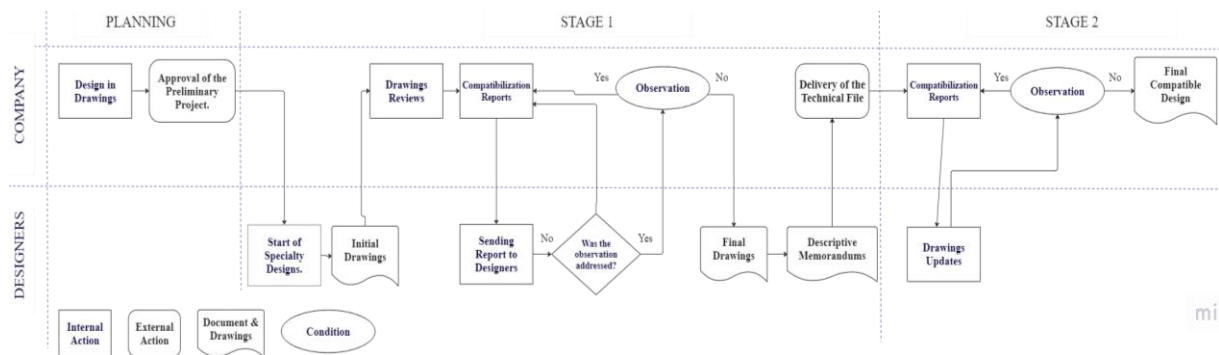 PLANNING
STAGE 1
STAGE 2
COMPANY
Design in
Drawings
Approval of the
Preliminary
Project.
Drawings
Reviews
Compatibilization
Reports
Yes
Observation
No
Delivery of the
Technical File
Compatibilization
Reports
Yes
Observation
No
Final
Compatible
Design
DESIGNERS
Start of
Specialty
Designs.
Initial
Drawings
Sending
Report to
Designers
No
Was the
observation
addressed?
Yes
Final
Drawings
Descriptive
Memorandums
Drawings
Updates
Internal
Action
External
Action
Document &
Drawings
Condition
mi